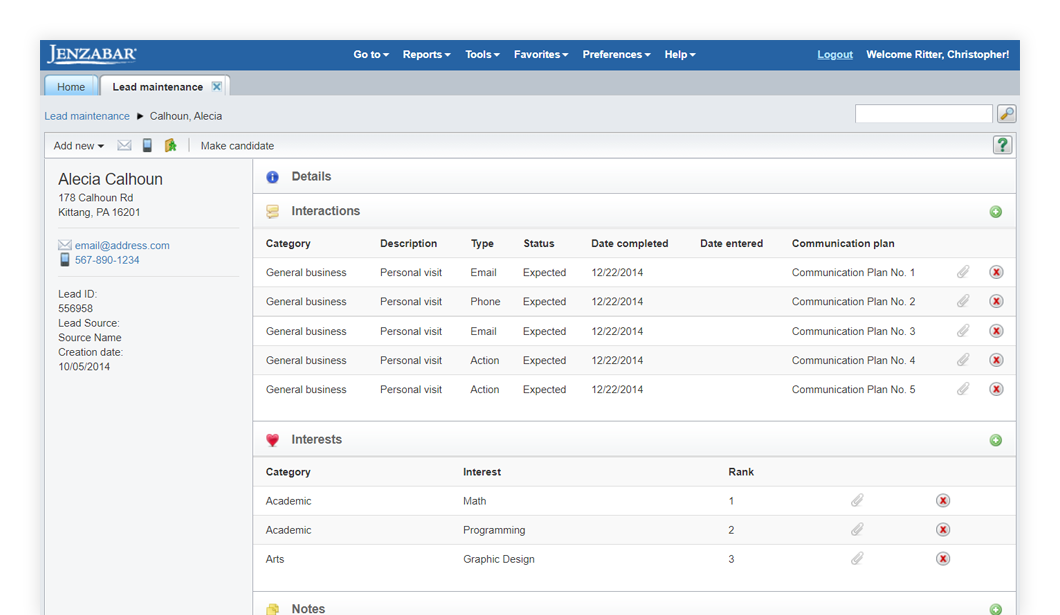 JENZABAR
Go to Reports Tools Favorites Preferences Help Logout Welcome Ritter, Christopher!
Home Lead maintenance
Lead maintenance Calhoun, Alecia
Add new Make candidate ?
Alecia Calhoun
178 Calhoun Rd
Kittang, PA 16201
email@address.com
567-890-1234
Lead ID:
556958
Lead Source:
Source Name
Creation date:
10/05/2014
Details
Interactions
Category Description Type Status Date completed Date entered Communication plan
General business Personal visit Email Expected 12/22/2014 Communication Plan No. 1
General business Personal visit Phone Expected 12/22/2014 Communication Plan No. 2
General business Personal visit Email Expected 12/22/2014 Communication Plan No. 3
General business Personal visit Action Expected 12/22/2014 Communication Plan No. 4
General business Personal visit Action Expected 12/22/2014 Communication Plan No. 5
Interests
Category Interest Rank
Academic Math 1
Academic Programming 2
Arts Graphic Design 3
Notes